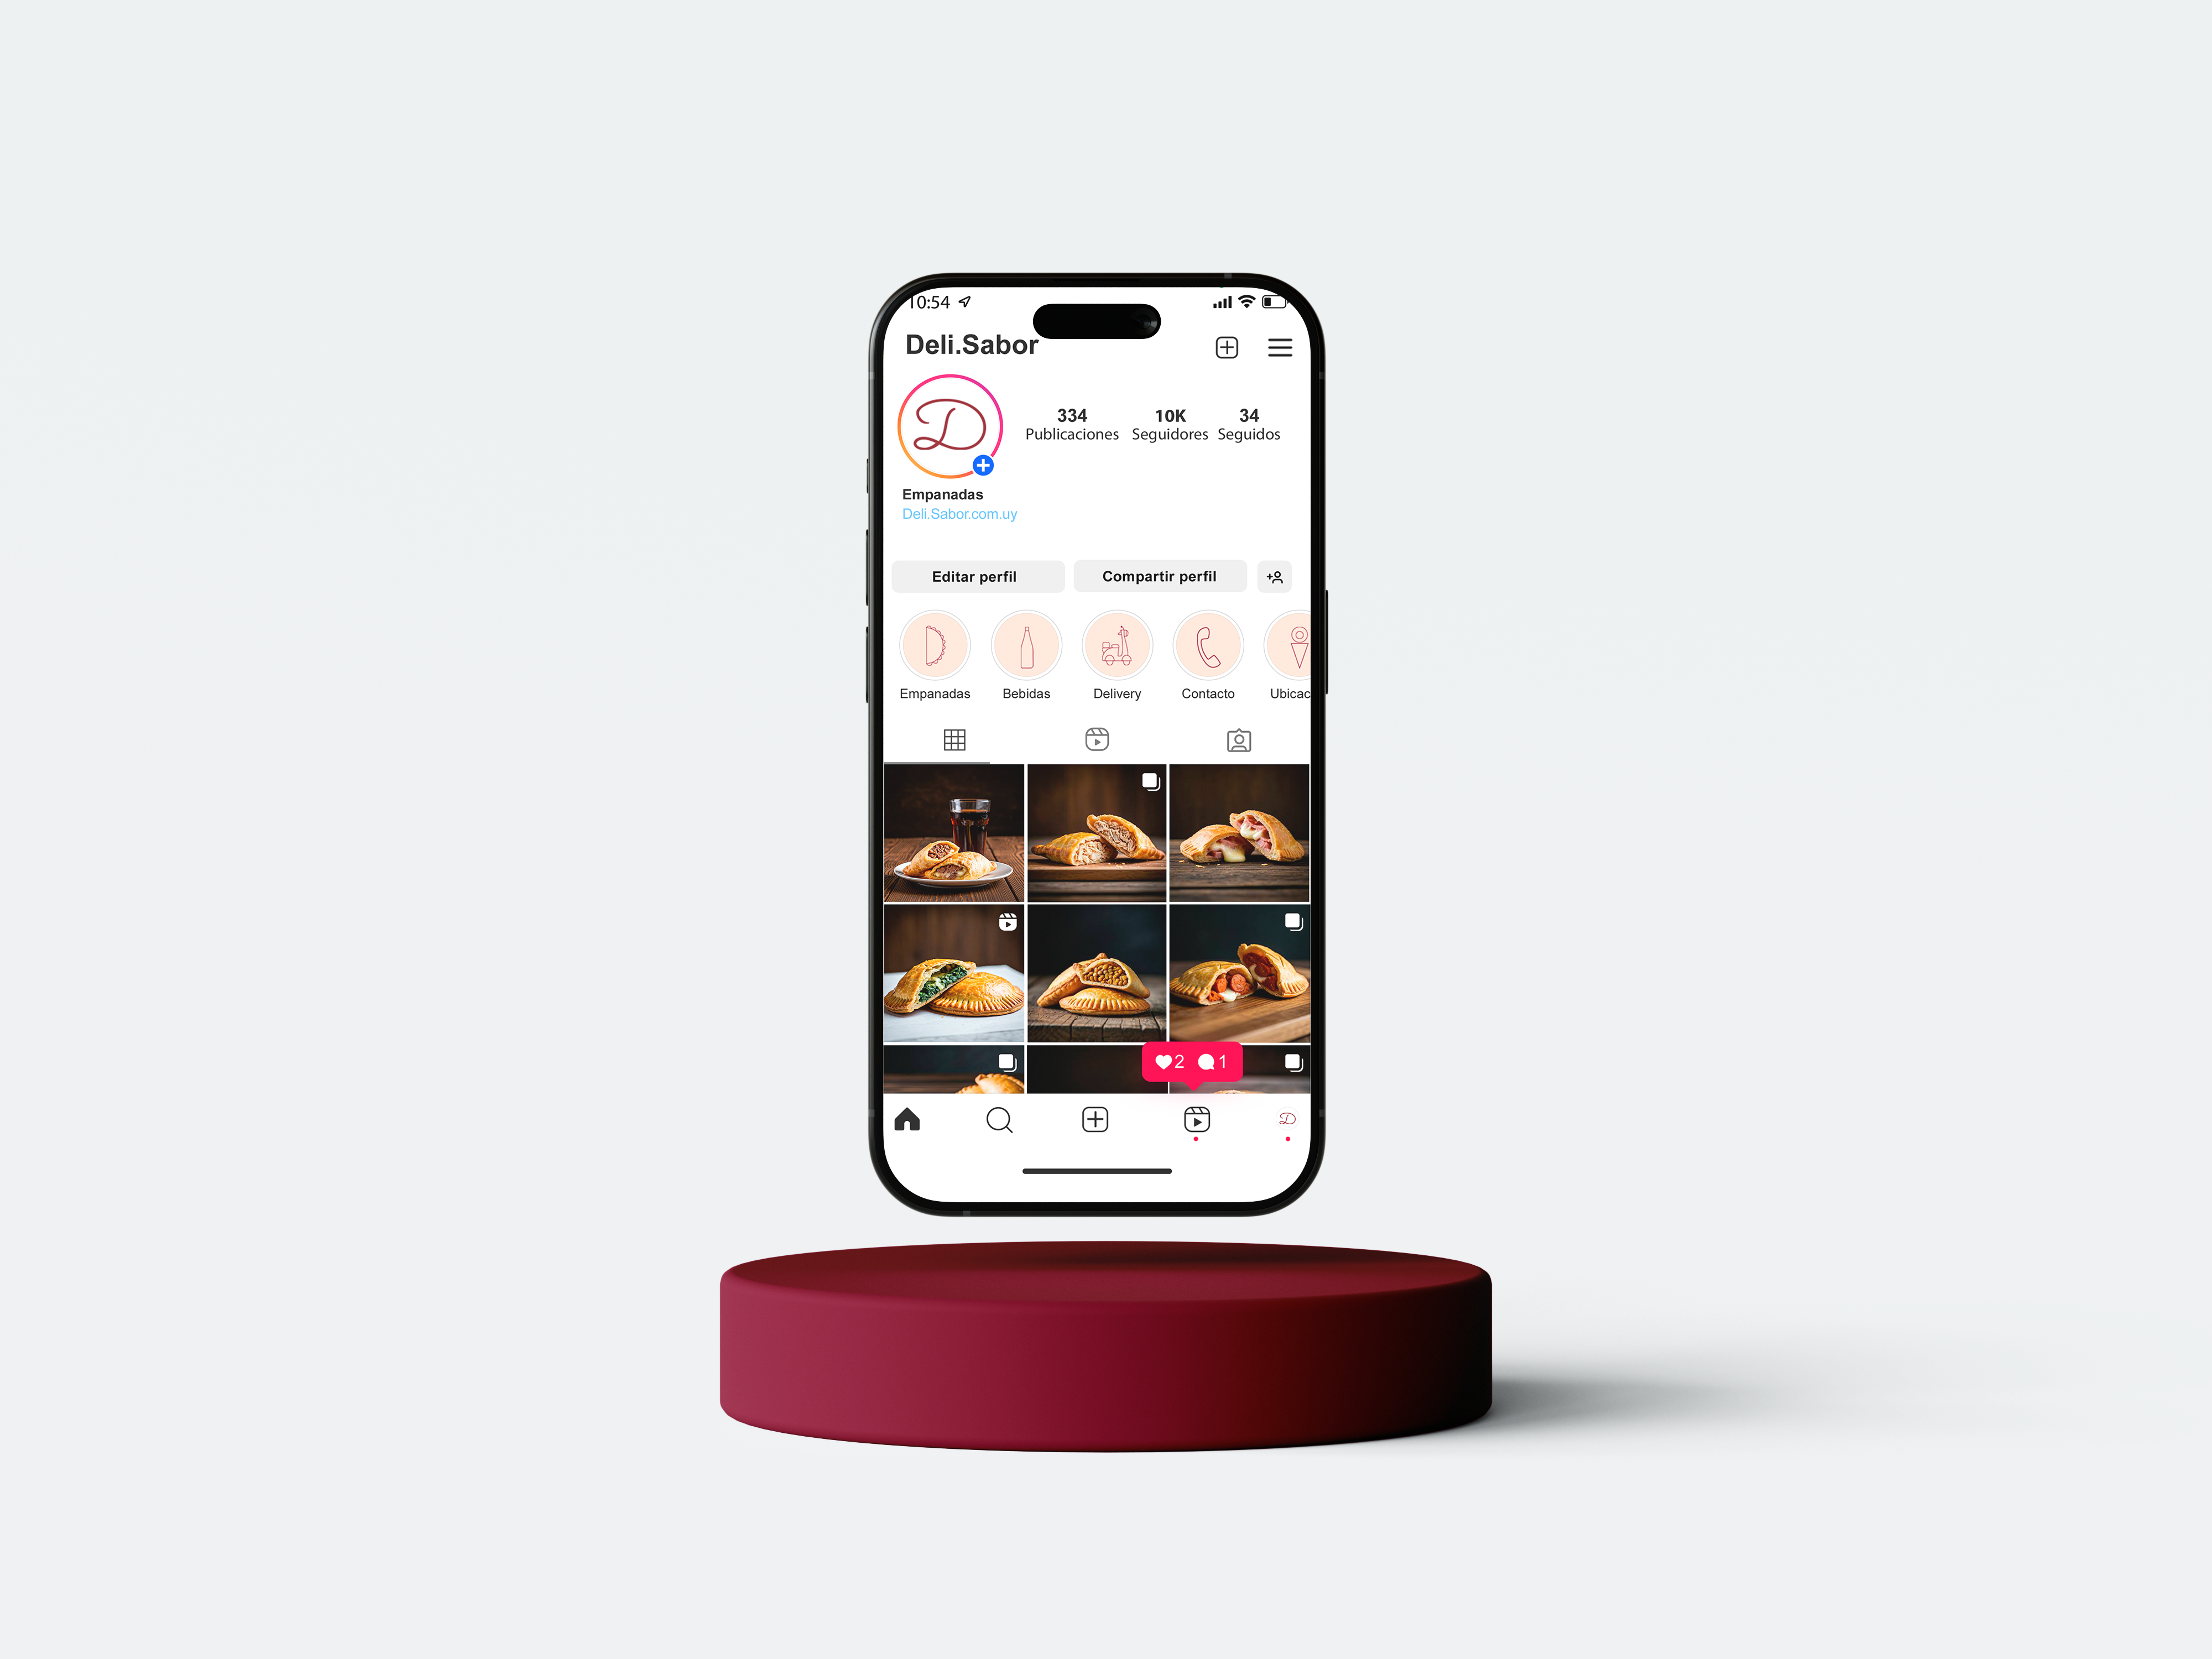 10:54
Deli.Sabor
D
334 10K 34
Publicaciones Seguidores Seguidos
Empanadas
Deli.Sabor.com.uy
Editar perfil Compartir perfil
Empanadas Bebidas Delivery Contacto Ubicac
2 1
D